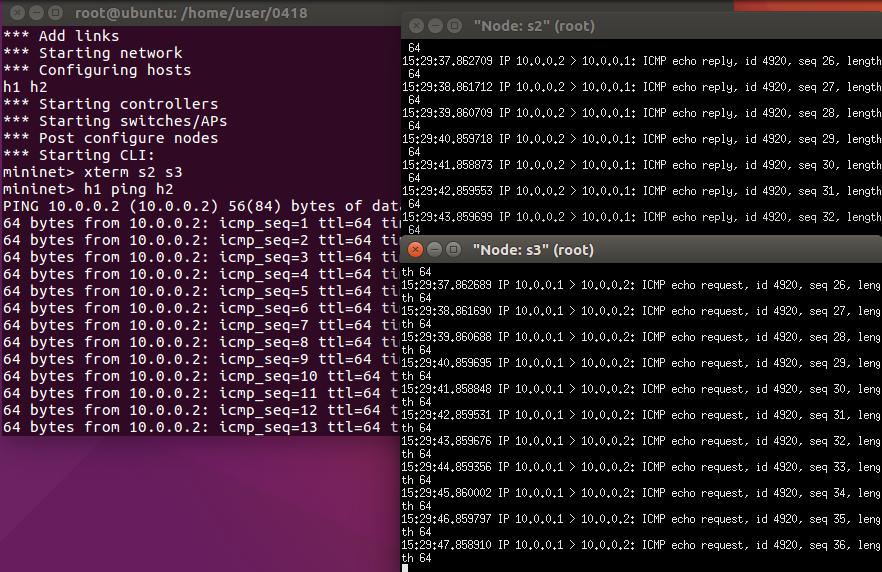 root@ubuntu: /home/user/0418
*** Add links
*** Starting network
*** Configuring hosts
h1 h2
*** Starting controllers
*** Starting switches/APs
*** Post configure nodes
*** Starting CLI:
mininet> xterm s2 s3
mininet> h1 ping h2
PING 10.0.0.2 (10.0.0.2) 56(84) bytes of data
64 bytes from 10.0.0.2: icmp_seq=1 ttl=64 ti
64 bytes from 10.0.0.2: icmp_seq=2 ttl=64 ti
64 bytes from 10.0.0.2: icmp_seq=3 ttl=64 ti
64 bytes from 10.0.0.2: icmp_seq=4 ttl=64 ti
64 bytes from 10.0.0.2: icmp_seq=5 ttl=64 ti
64 bytes from 10.0.0.2: icmp_seq=6 ttl=64 ti
64 bytes from 10.0.0.2: icmp_seq=7 ttl=64 ti
64 bytes from 10.0.0.2: icmp_seq=8 ttl=64 ti
64 bytes from 10.0.0.2: icmp_seq=9 ttl=64 ti
64 bytes from 10.0.0.2: icmp_seq=10 ttl=64 t
64 bytes from 10.0.0.2: icmp_seq=11 ttl=64 t
64 bytes from 10.0.0.2: icmp_seq=12 ttl=64 t
64 bytes from 10.0.0.2: icmp_seq=13 ttl=64 t
"Node: s2" (root)
64
15:29:37.862709 IP 10.0.0.2 > 10.0.0.1: ICMP echo reply, id 4920, seq 26, length
64
15:29:38.861712 IP 10.0.0.2 > 10.0.0.1: ICMP echo reply, id 4920, seq 27, length
64
15:29:39.860709 IP 10.0.0.2 > 10.0.0.1: ICMP echo reply, id 4920, seq 28, length
64
15:29:40.859718 IP 10.0.0.2 > 10.0.0.1: ICMP echo reply, id 4920, seq 29, length
64
15:29:41.858873 IP 10.0.0.2 > 10.0.0.1: ICMP echo reply, id 4920, seq 30, length
64
15:29:42.859553 IP 10.0.0.2 > 10.0.0.1: ICMP echo reply, id 4920, seq 31, length
64
15:29:43.859699 IP 10.0.0.2 > 10.0.0.1: ICMP echo reply, id 4920, seq 32, length
64
"Node: s3" (root)
th 64
15:29:37.862689 IP 10.0.0.1 > 10.0.0.2: ICMP echo request, id 4920, seq 26, leng
th 64
15:29:38.861690 IP 10.0.0.1 > 10.0.0.2: ICMP echo request, id 4920, seq 27, leng
th 64
15:29:39.860688 IP 10.0.0.1 > 10.0.0.2: ICMP echo request, id 4920, seq 28, leng
th 64
15:29:40.859695 IP 10.0.0.1 > 10.0.0.2: ICMP echo request, id 4920, seq 29, leng
th 64
15:29:41.858848 IP 10.0.0.1 > 10.0.0.2: ICMP echo request, id 4920, seq 30, leng
th 64
15:29:42.859531 IP 10.0.0.1 > 10.0.0.2: ICMP echo request, id 4920, seq 31, leng
th 64
15:29:43.859676 IP 10.0.0.1 > 10.0.0.2: ICMP echo request, id 4920, seq 32, leng
th 64
15:29:44.859356 IP 10.0.0.1 > 10.0.0.2: ICMP echo request, id 4920, seq 33, leng
th 64
15:29:45.860002 IP 10.0.0.1 > 10.0.0.2: ICMP echo request, id 4920, seq 34, leng
th 64
15:29:46.859797 IP 10.0.0.1 > 10.0.0.2: ICMP echo request, id 4920, seq 35, leng
th 64
15:29:47.858910 IP 10.0.0.1 > 10.0.0.2: ICMP echo request, id 4920, seq 36, leng
th 64